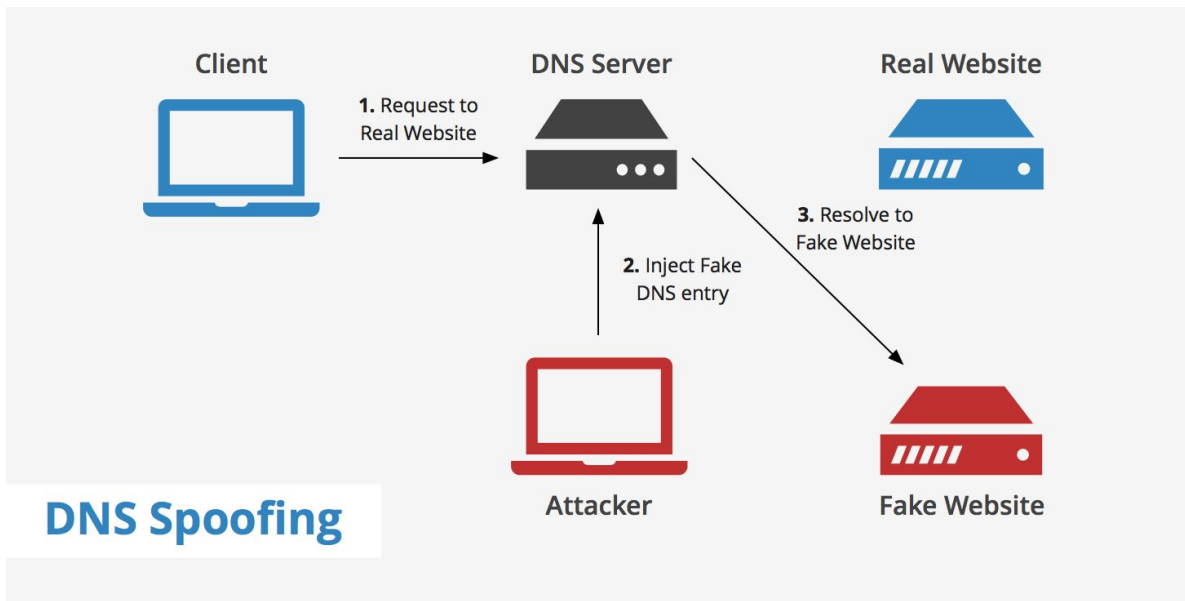 Client
DNS Server
Real Website
1. Request to
Real Website
3. Resolve to
Fake Website
2. Inject Fake
DNS entry
Attacker
Fake Website
DNS Spoofing